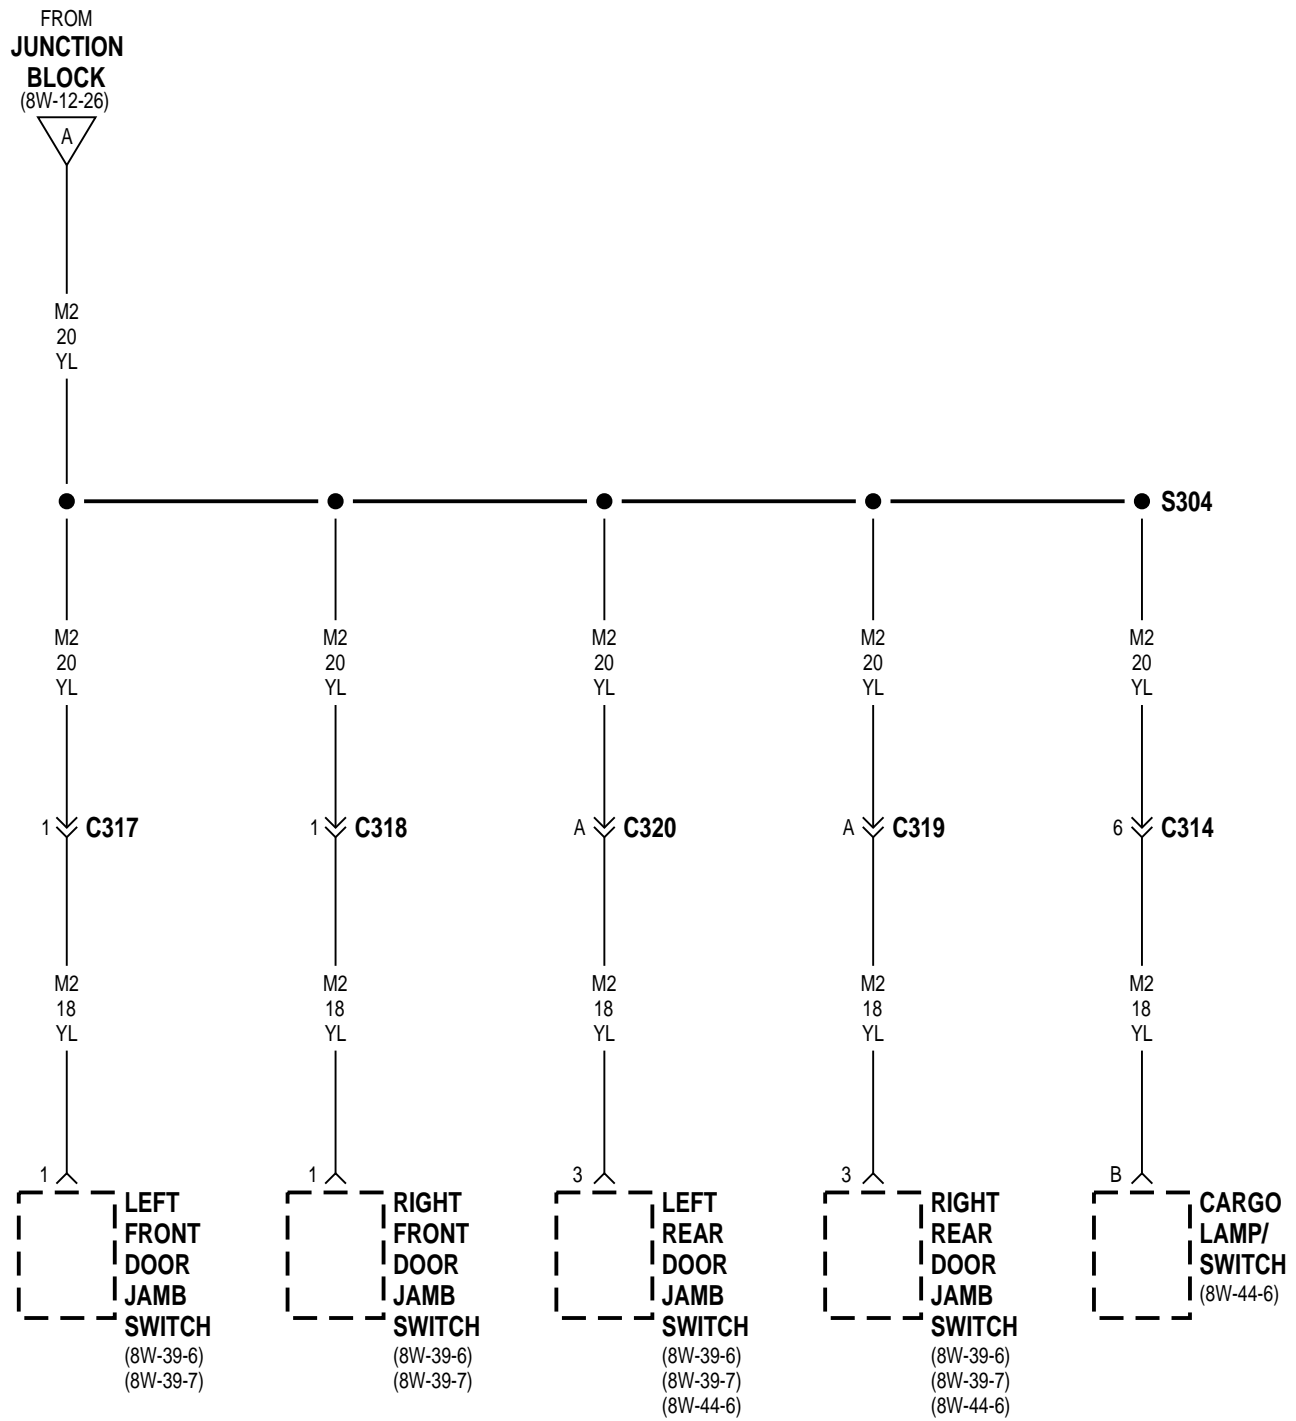 FROM
JUNCTION
BLOCK
(8W-12-26)
A
M2
20
YL
S304
M2
20
YL
M2
20
YL
M2
20
YL
M2
20
YL
M2
20
YL
1 C317
1 C318
A C320
A C319
6 C314
M2
18
YL
M2
18
YL
M2
18
YL
M2
18
YL
M2
18
YL
1
LEFT
FRONT
DOOR
JAMB
SWITCH
(8W-39-6)
(8W-39-7)
1
RIGHT
FRONT
DOOR
JAMB
SWITCH
(8W-39-6)
(8W-39-7)
3
LEFT
REAR
DOOR
JAMB
SWITCH
(8W-39-6)
(8W-39-7)
(8W-44-6)
3
RIGHT
REAR
DOOR
JAMB
SWITCH
(8W-39-6)
(8W-39-7)
(8W-44-6)
B
CARGO
LAMP/
SWITCH
(8W-44-6)